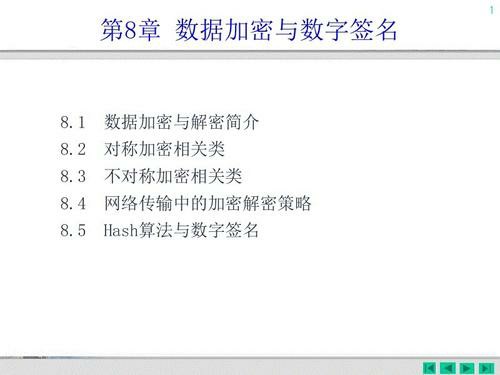 1
第8章 数据加密与数字签名
8.1 数据加密与解密简介
8.2 对称加密相关类
8.3 不对称加密相关类
8.4 网络传输中的加密解密策略
8.5 Hash算法与数字签名